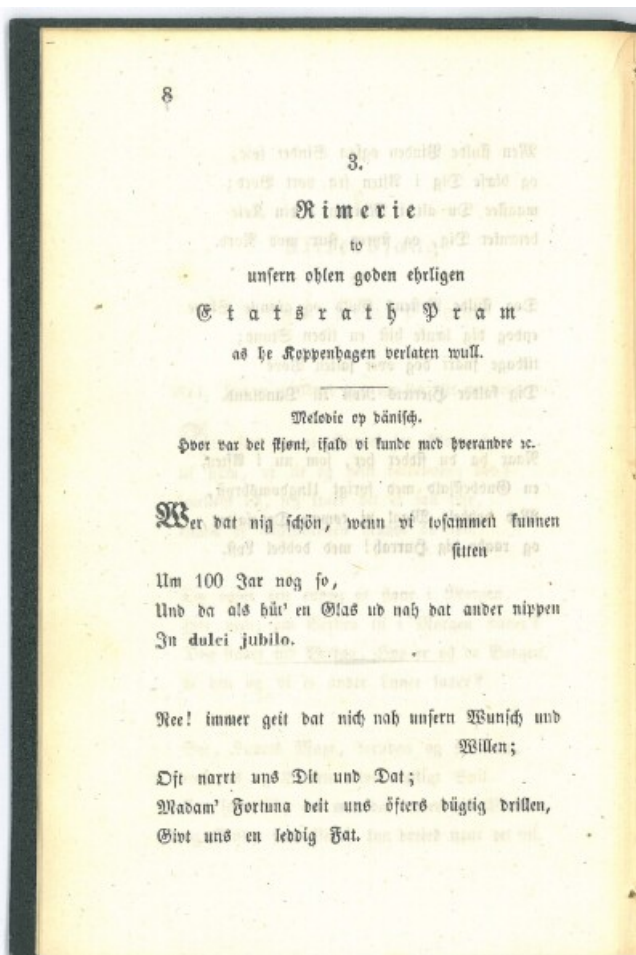 8
3.
Rimerie
to
unsern ohlen goden ehrligen
Etatsrath Pram
as he Koppenhagen verlaten wull.
Melodie op dänisch.
Hvor var det skjønt, ifald vi kunde med hverandre ꝛc.
Wer dat nig schön, wenn vi tosammen kunnen
sitten
Um 100 Jar nog so,
Und da als hüt' en Glas ud nah dat ander nippen
In dulci jubilo.
Nee! immer geit dat nich nah unsern Wunsch und
Willen;
Oft narrt uns Dit und Dat;
Madam' Fortuna deit uns öfters dügtig drillen,
Givt uns en leddig Fat.